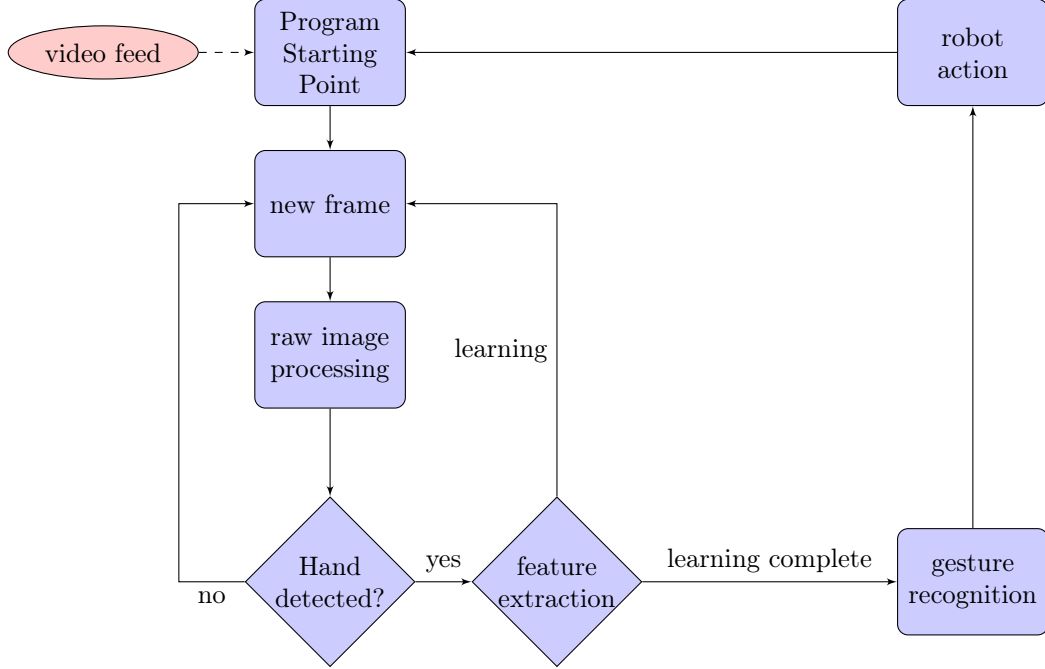 video feed
Program
Starting
Point
robot
action
new frame
raw image
processing
learning
Hand
detected?
no
yes
feature
extraction
learning complete
gesture
recognition